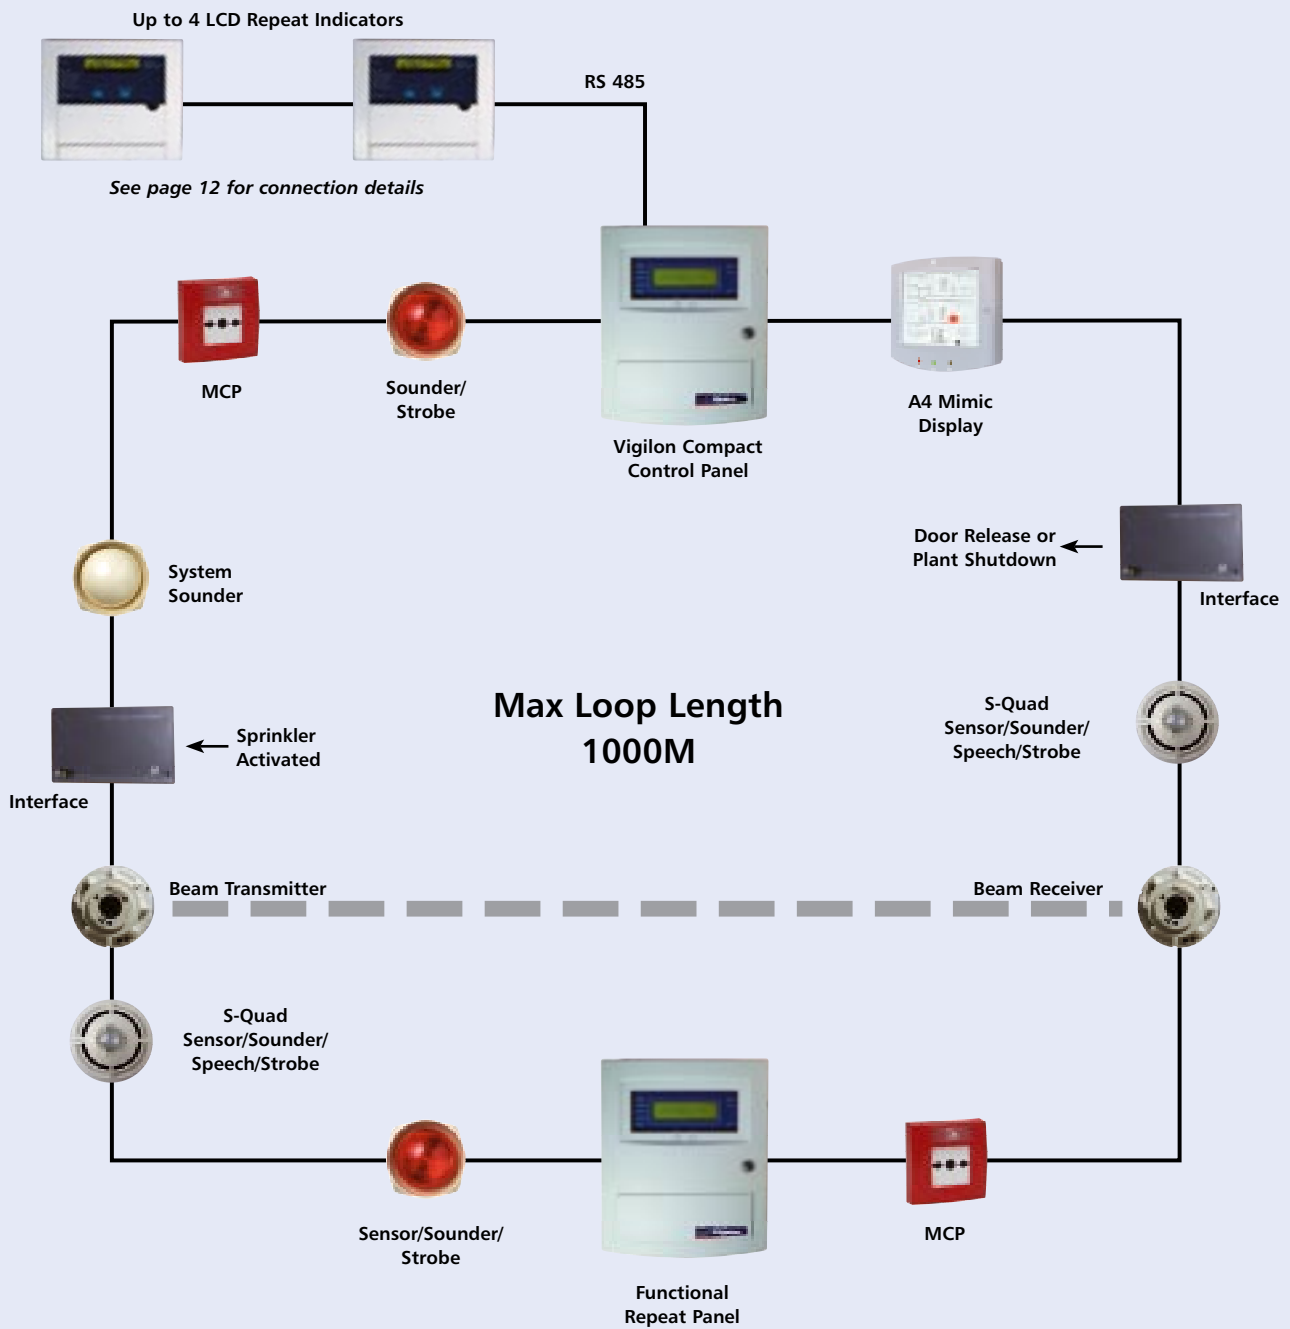 Up to 4 LCD Repeat Indicators
RS 485
See page 12 for connection details
MCP
Sounder/
Strobe
Vigilon Compact
Control Panel
A4 Mimic
Display
Door Release or
Plant Shutdown
Interface
System
Sounder
Max Loop Length
1000M
S-Quad
Sensor/Sounder/
Speech/Strobe
Sprinkler
Activated
Interface
Beam Transmitter
Beam Receiver
S-Quad
Sensor/Sounder/
Speech/Strobe
Sensor/Sounder/
Strobe
MCP
Functional
Repeat Panel